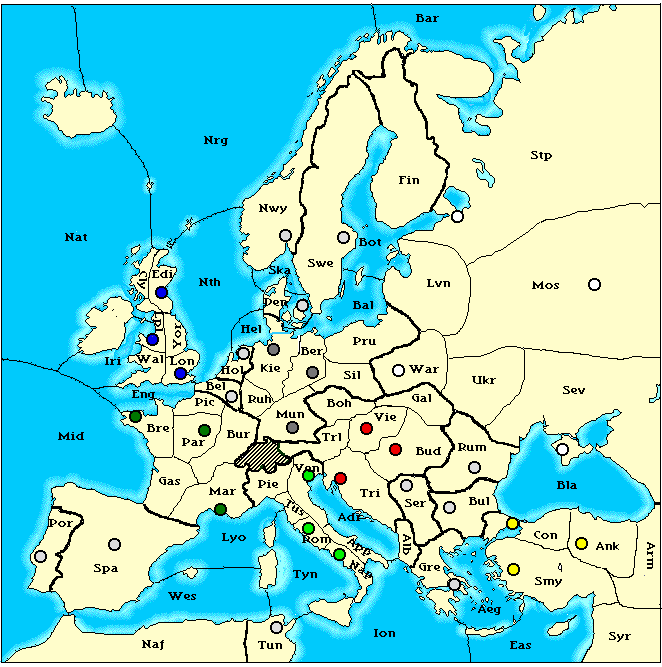 Bar
Nrg
Stp
Fin
Nwy
Nat
Bot
Swe
Ska
Edi
Cly
Nth
Lvn
Mos
Den
Bal
Lpl
Yor
Hel
Pru
Iri
Wal
Lon
Hol
Kie
Ber
Sil
War
Ukr
Eng
Bel
Pic
Ruh
Boh
Gal
Sev
Mid
Bre
Par
Bur
Mun
Vie
Trl
Bud
Rum
Gas
Mar
Pie
Ven
Tri
Ser
Bul
Bla
Por
Tus
Adr
Lyo
Rom
App
Alb
Con
Ank
Arm
Spa
Nap
Tyn
Gre
Smy
Wes
Aeg
Naf
Tun
Ion
Eas
Syr